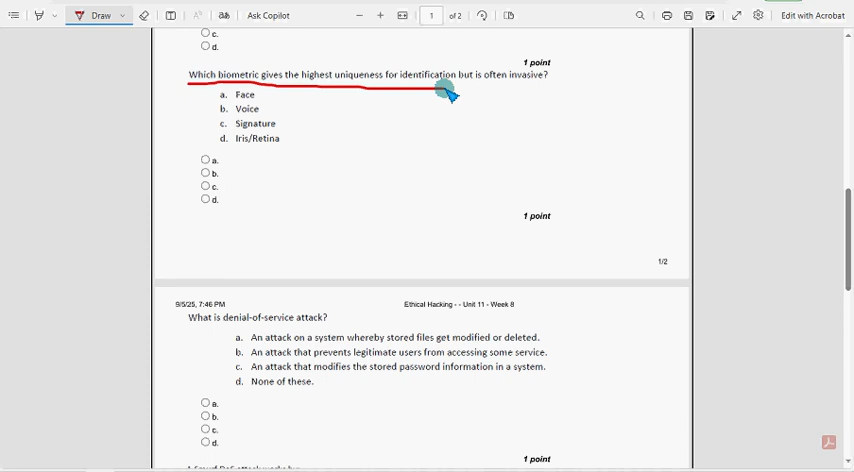 Draw
Ask Copilot
1 of 2
Edit with Acrobat
c.
d.
1 point
Which biometric gives the highest uniqueness for identification but is often invasive?
a. Face
b. Voice
c. Signature
d. Iris/Retina
a.
b.
c.
d.
1 point
1/2
9/5/25, 7:46 PM Ethical Hacking - - Unit 11 - Week 8
What is denial-of-service attack?
a. An attack on a system whereby stored files get modified or deleted.
b. An attack that prevents legitimate users from accessing some service.
c. An attack that modifies the stored password information in a system.
d. None of these.
a.
b.
c.
d.
1 point